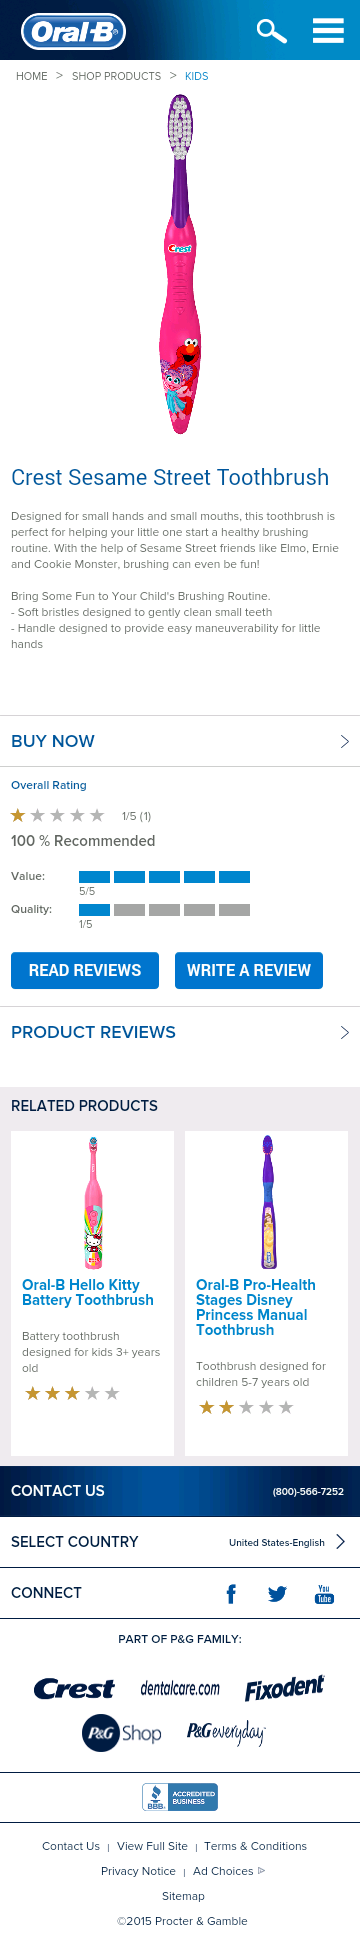 Oral-B
HOME > SHOP PRODUCTS > KIDS
Crest
Crest Sesame Street Toothbrush
Designed for small hands and small mouths, this toothbrush is
perfect for helping your little one start a healthy brushing
routine. With the help of Sesame Street friends like Elmo, Ernie
and Cookie Monster, brushing can even be fun!
Bring Some Fun to Your Child's Brushing Routine.
- Soft bristles designed to gently clean small teeth
- Handle designed to provide easy maneuverability for little
hands
BUY NOW
Overall Rating
1/5 (1)
100 % Recommended
Value:
5/5
Quality:
1/5
READ REVIEWS WRITE A REVIEW
PRODUCT REVIEWS
RELATED PRODUCTS
Oral-B Hello Kitty
Battery Toothbrush
Battery toothbrush
designed for kids 3+ years
old
Oral-B Pro-Health
Stages Disney
Princess Manual
Toothbrush
Toothbrush designed for
children 5-7 years old
CONTACT US (800)-566-7252
SELECT COUNTRY United States-English
CONNECT f You Tube
PART OF P&G FAMILY:
Crest dentalcare.com Fixodent
P&G Shop P&G everyday
BBB. ACCREDITED
BUSINESS
Contact Us | View Full Site | Terms & Conditions
Privacy Notice | Ad Choices
Sitemap
©2015 Procter & Gamble